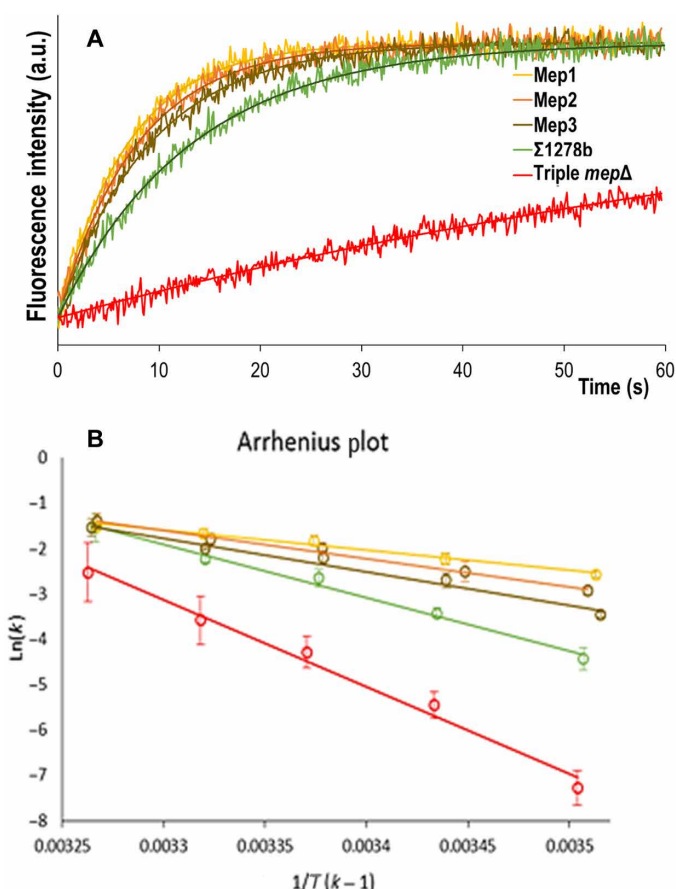 A
Fluorescence intensity (a.u.)
Mep1
Mep2
Mep3
Σ1278b
Triple mepΔ
0 10 20 30 40 50 60
Time (s)
B
Arrhenius plot
0
−1
−2
−3
−4
−5
−6
−7
−8
Ln(k)
0.00325 0.0033 0.00335 0.0034 0.00345 0.0035
1/T (k − 1)